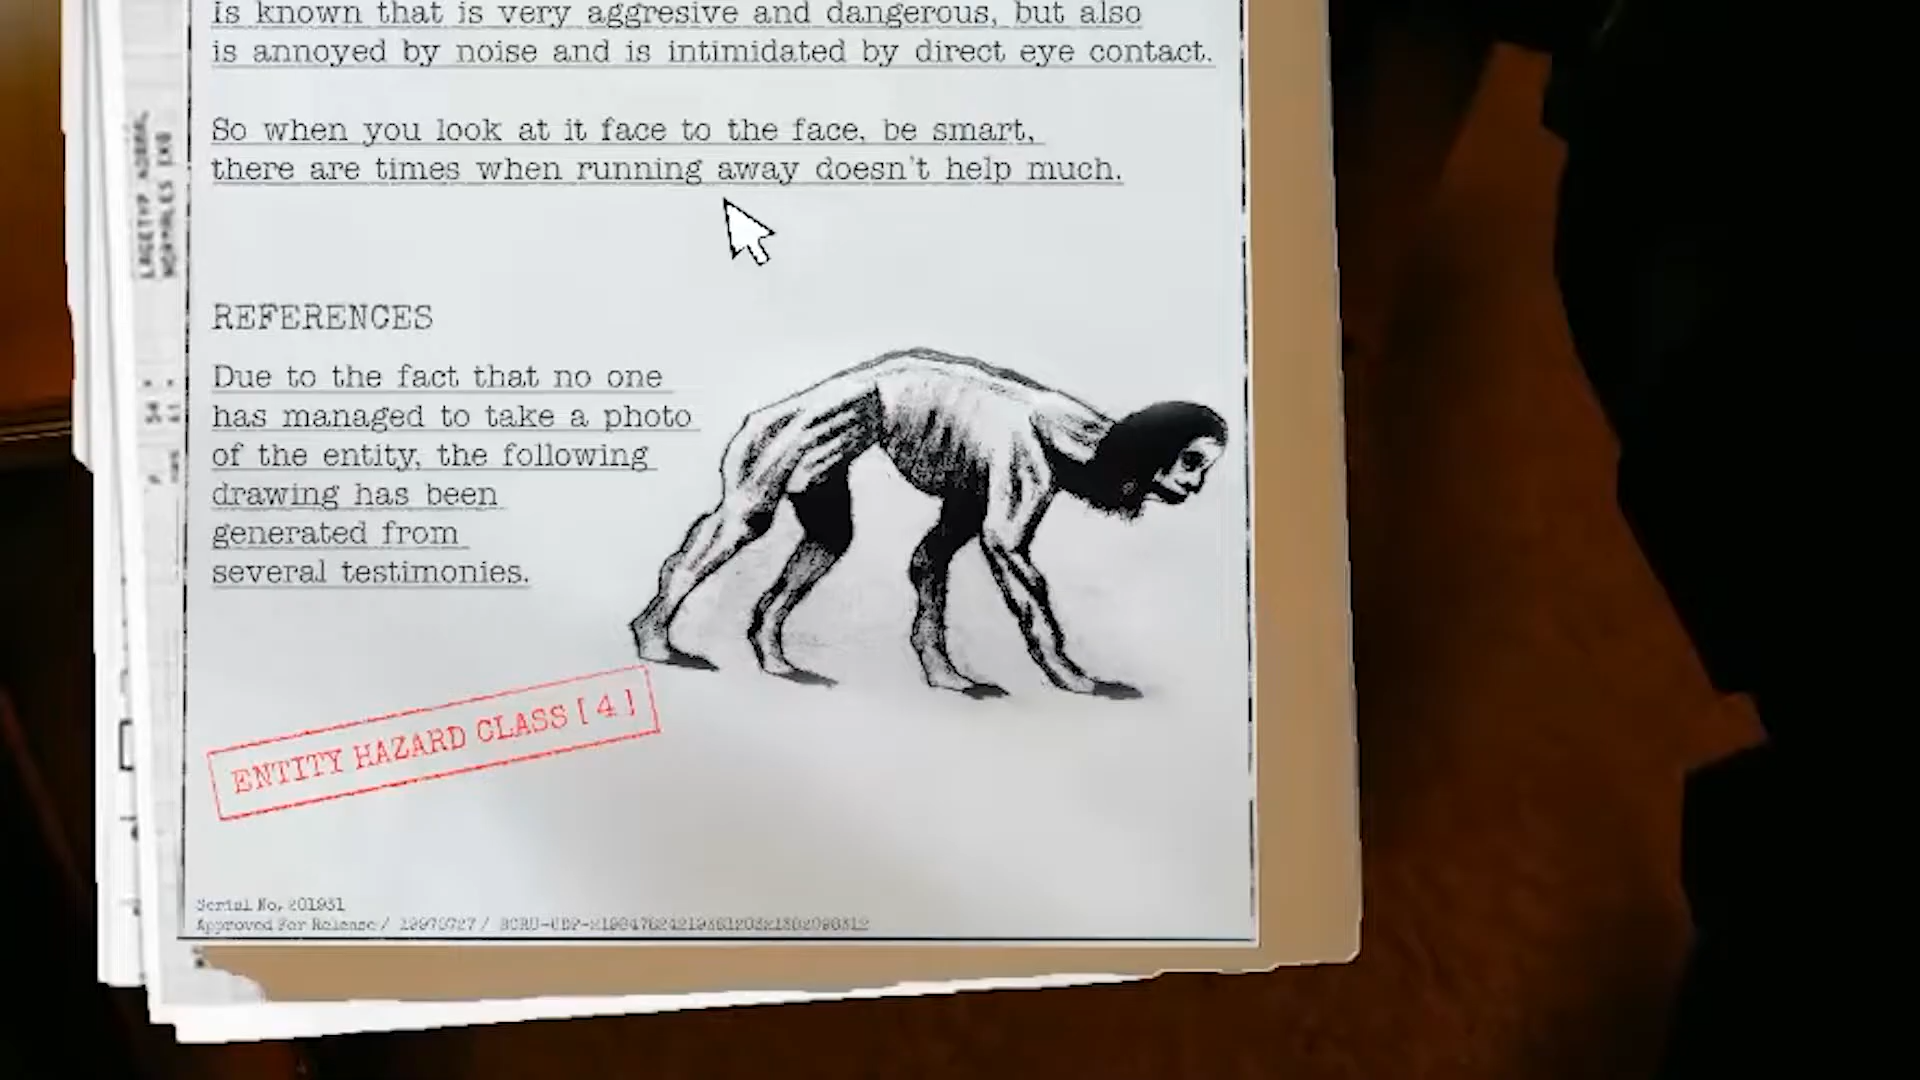 Is known that is very aggresive and dangerous, but also
is annoyed by noise and is intimidated by direct eye contact.
So when you look at it face to the face, be smart,
there are times when running away doesn't help much.
REFERENCES
Due to the fact that no one
has managed to take a photo
of the entity, the following
drawing has been
generated from
several testimonies.
ENTITY HAZARD CLASS [ 4 ]
Serial No. 201931
Approved For Release /